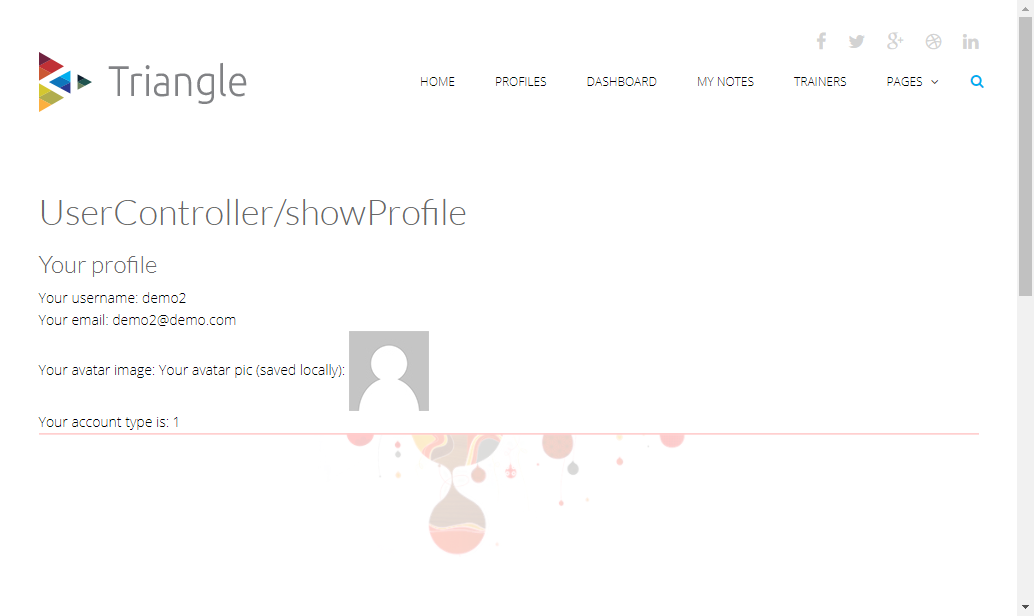 Triangle
HOME PROFILES DASHBOARD MY NOTES TRAINERS PAGES
UserController/showProfile
Your profile
Your username: demo2
Your email: demo2@demo.com
Your avatar image: Your avatar pic (saved locally):
Your account type is: 1